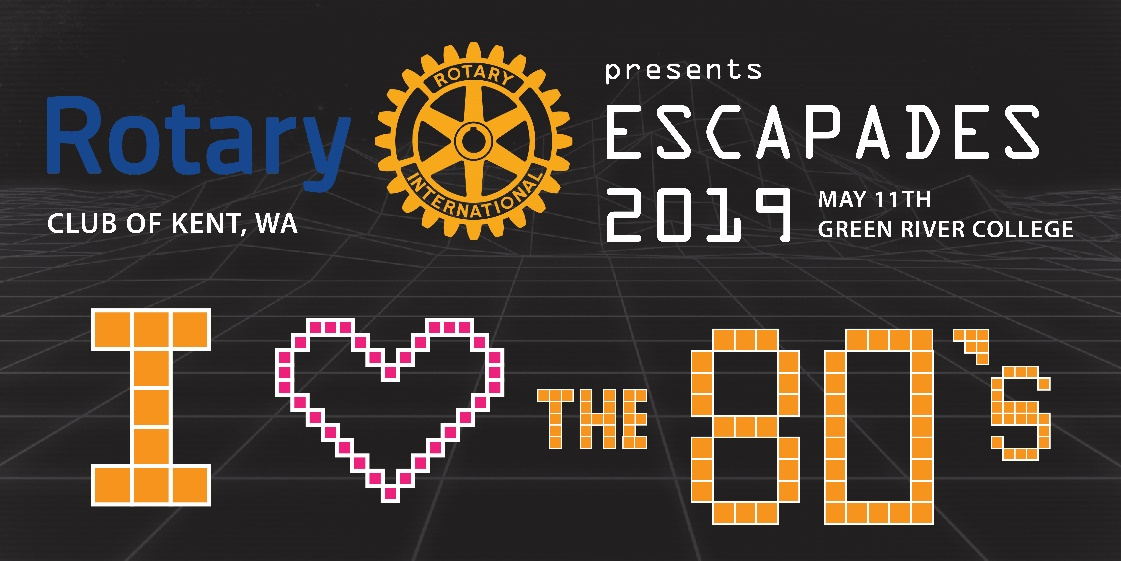 Rotary
CLUB OF KENT, WA
ROTARY
INTERNATIONAL
presents
ESCAPADES
2019
MAY 11TH
GREEN RIVER COLLEGE
I THE 80's